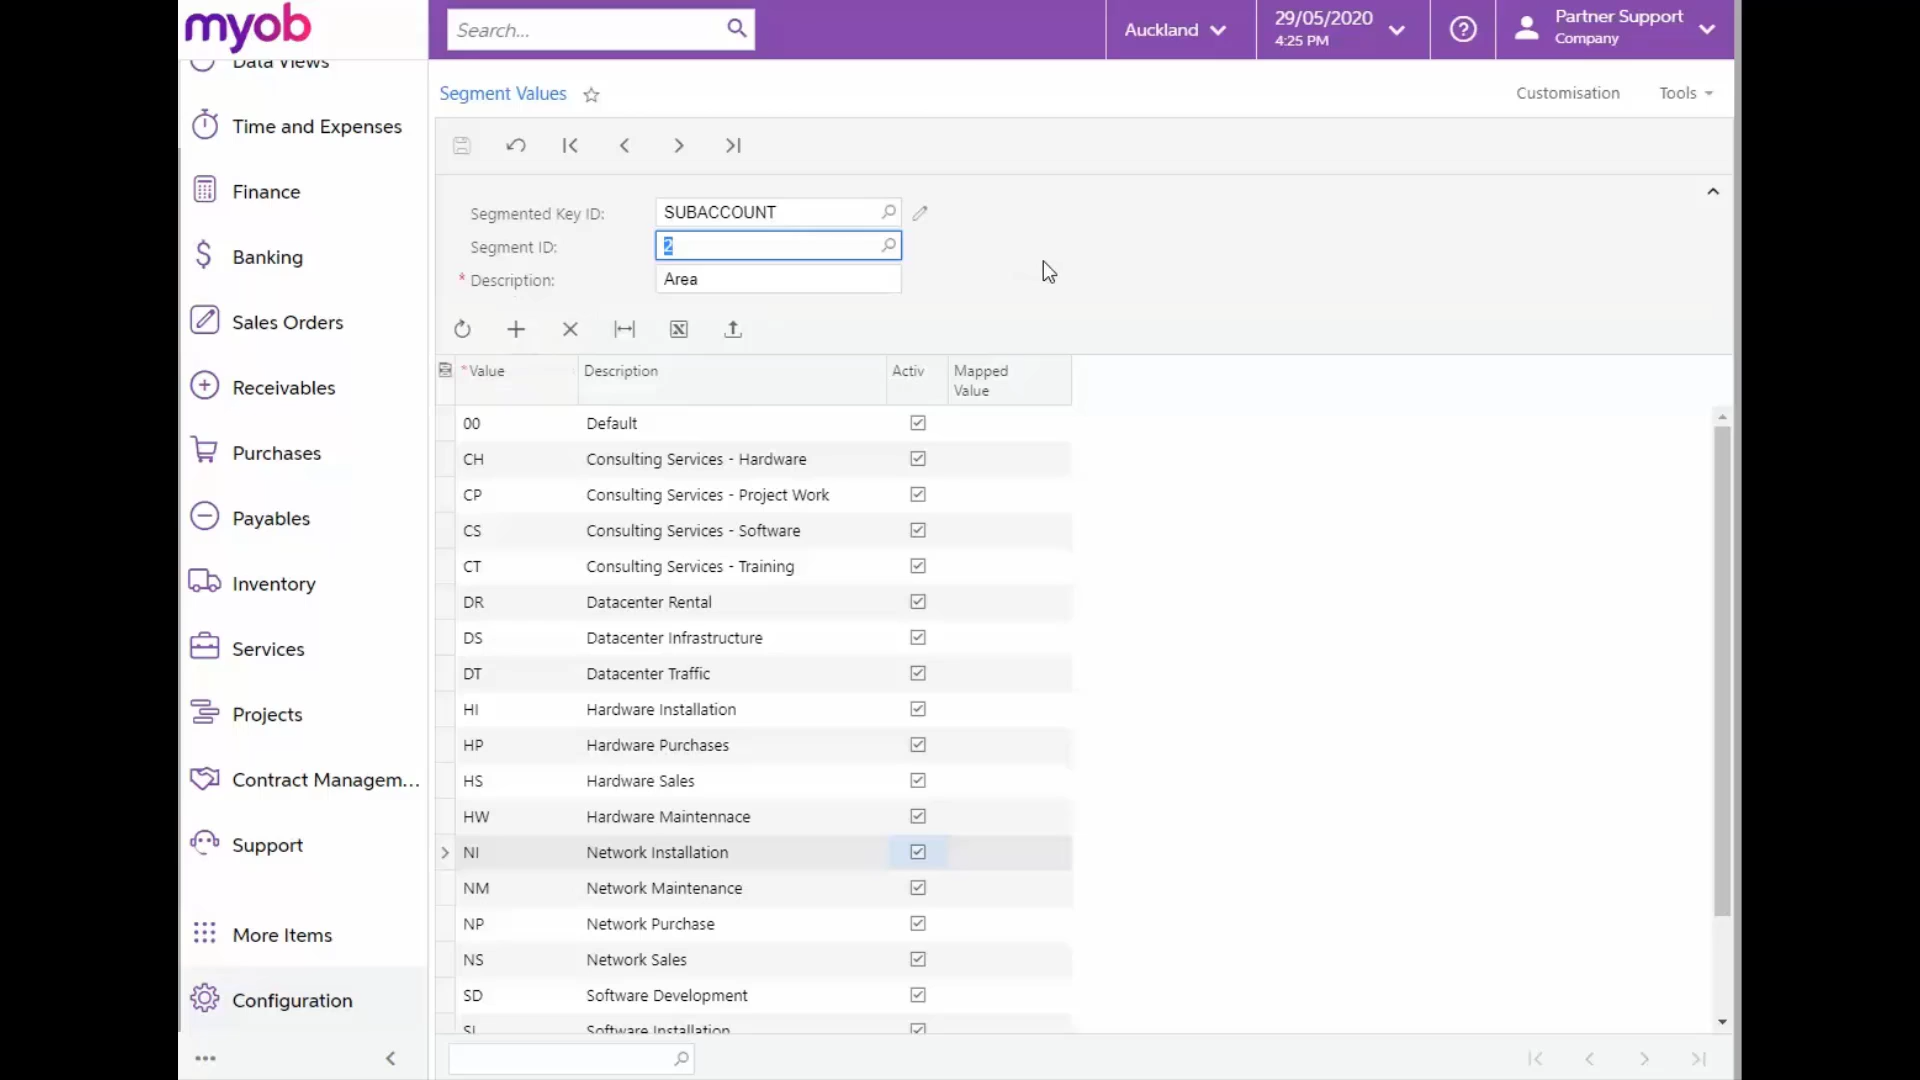 myob
Search...
Auckland
29/05/2020
4:25 PM
Partner Support
Company
Data Views
Time and Expenses
Finance
Banking
Sales Orders
Receivables
Purchases
Payables
Inventory
Services
Projects
Contract Managem...
Support
More Items
Configuration
Segment Values
Customisation
Tools
Segmented Key ID:
SUBACCOUNT
Segment ID:
2
* Description:
Area
* Value
Description
Activ
Mapped
Value
00 Default
CH Consulting Services - Hardware
CP Consulting Services - Project Work
CS Consulting Services - Software
CT Consulting Services - Training
DR Datacenter Rental
DS Datacenter Infrastructure
DT Datacenter Traffic
HI Hardware Installation
HP Hardware Purchases
HS Hardware Sales
HW Hardware Maintennace
NI Network Installation
NM Network Maintenance
NP Network Purchase
NS Network Sales
SD Software Development
SI Software Installation